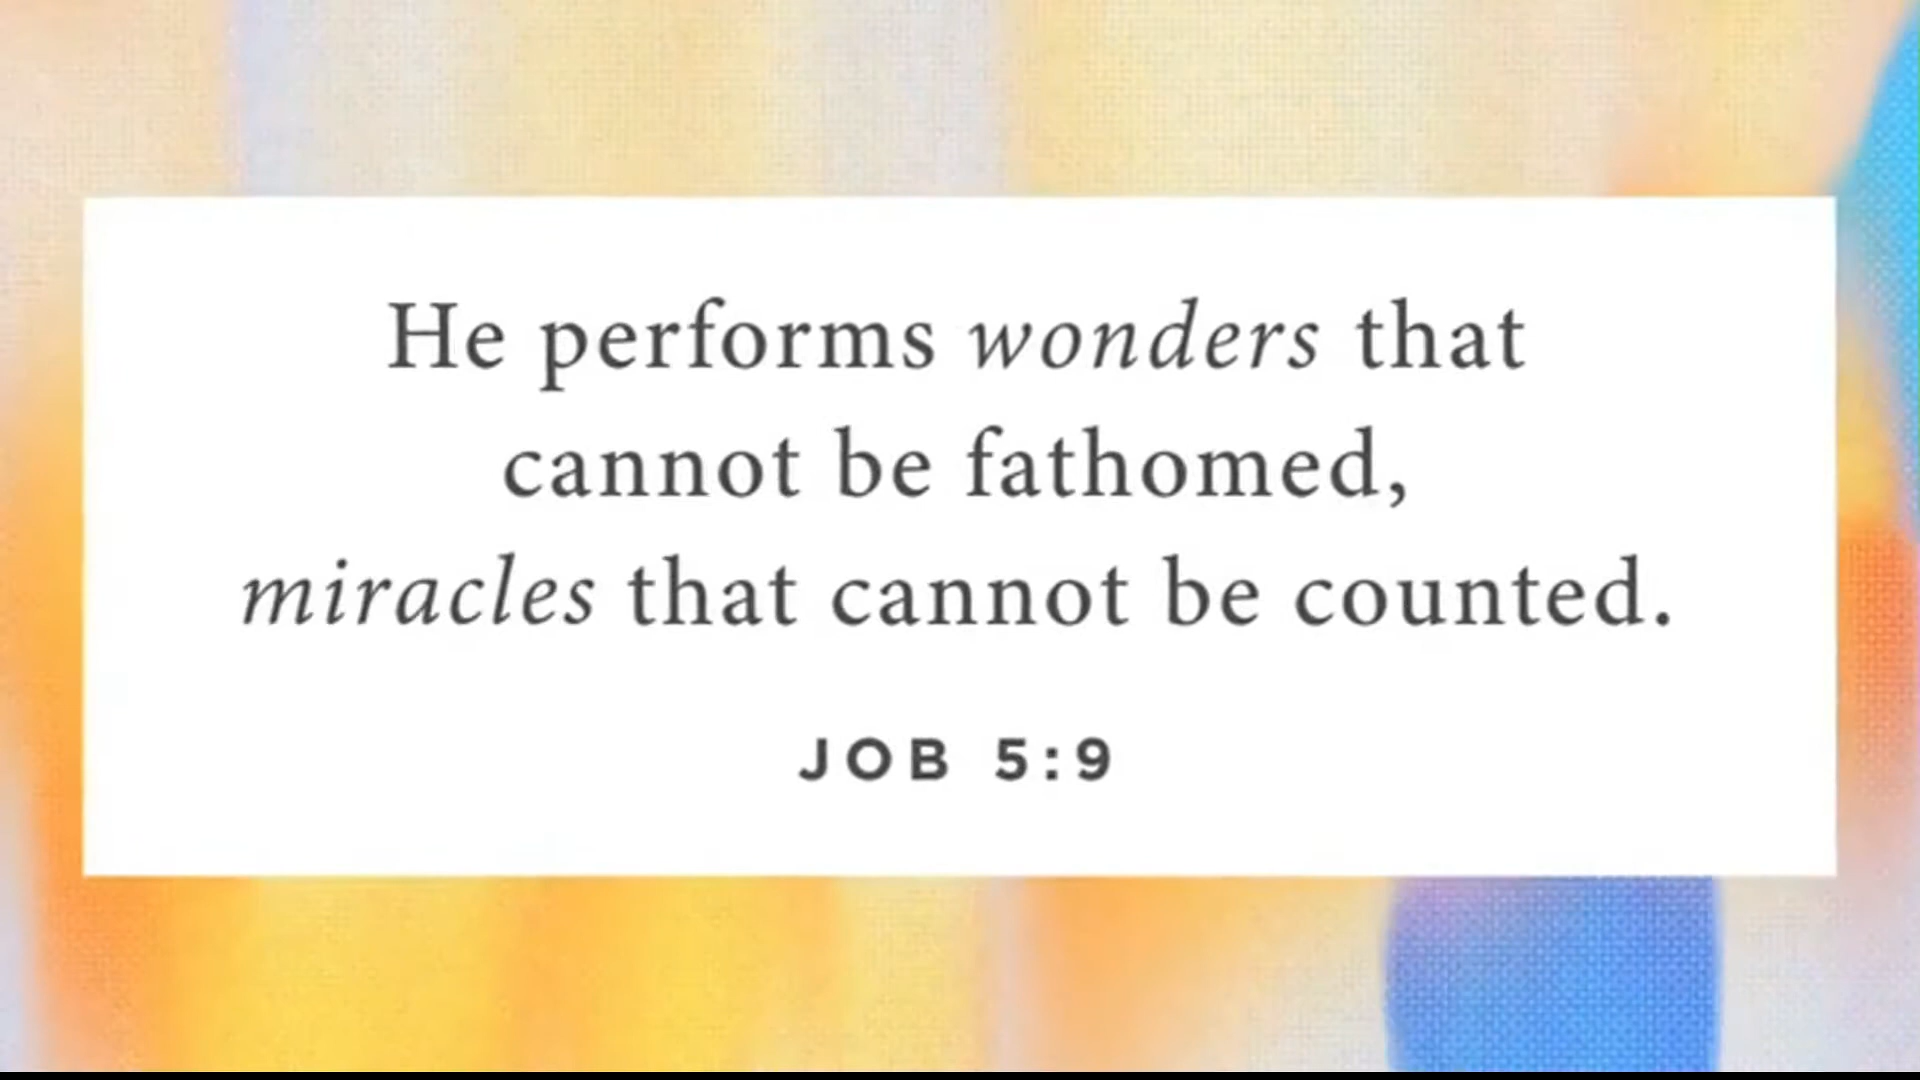 He performs wonders that
cannot be fathomed,
miracles that cannot be counted.
JOB 5:9